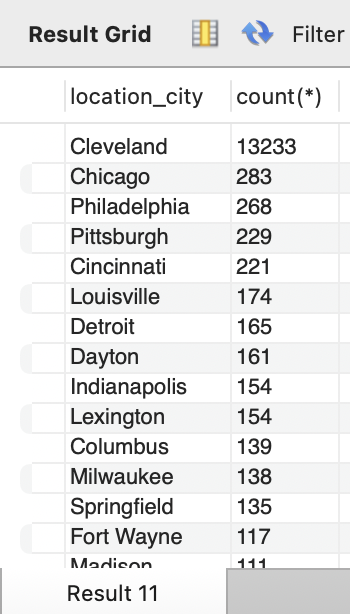 Result Grid Filter
location_city count(*)
Cleveland 13233
Chicago 283
Philadelphia 268
Pittsburgh 229
Cincinnati 221
Louisville 174
Detroit 165
Dayton 161
Indianapolis 154
Lexington 154
Columbus 139
Milwaukee 138
Springfield 135
Fort Wayne 117
Madison 111
Result 11